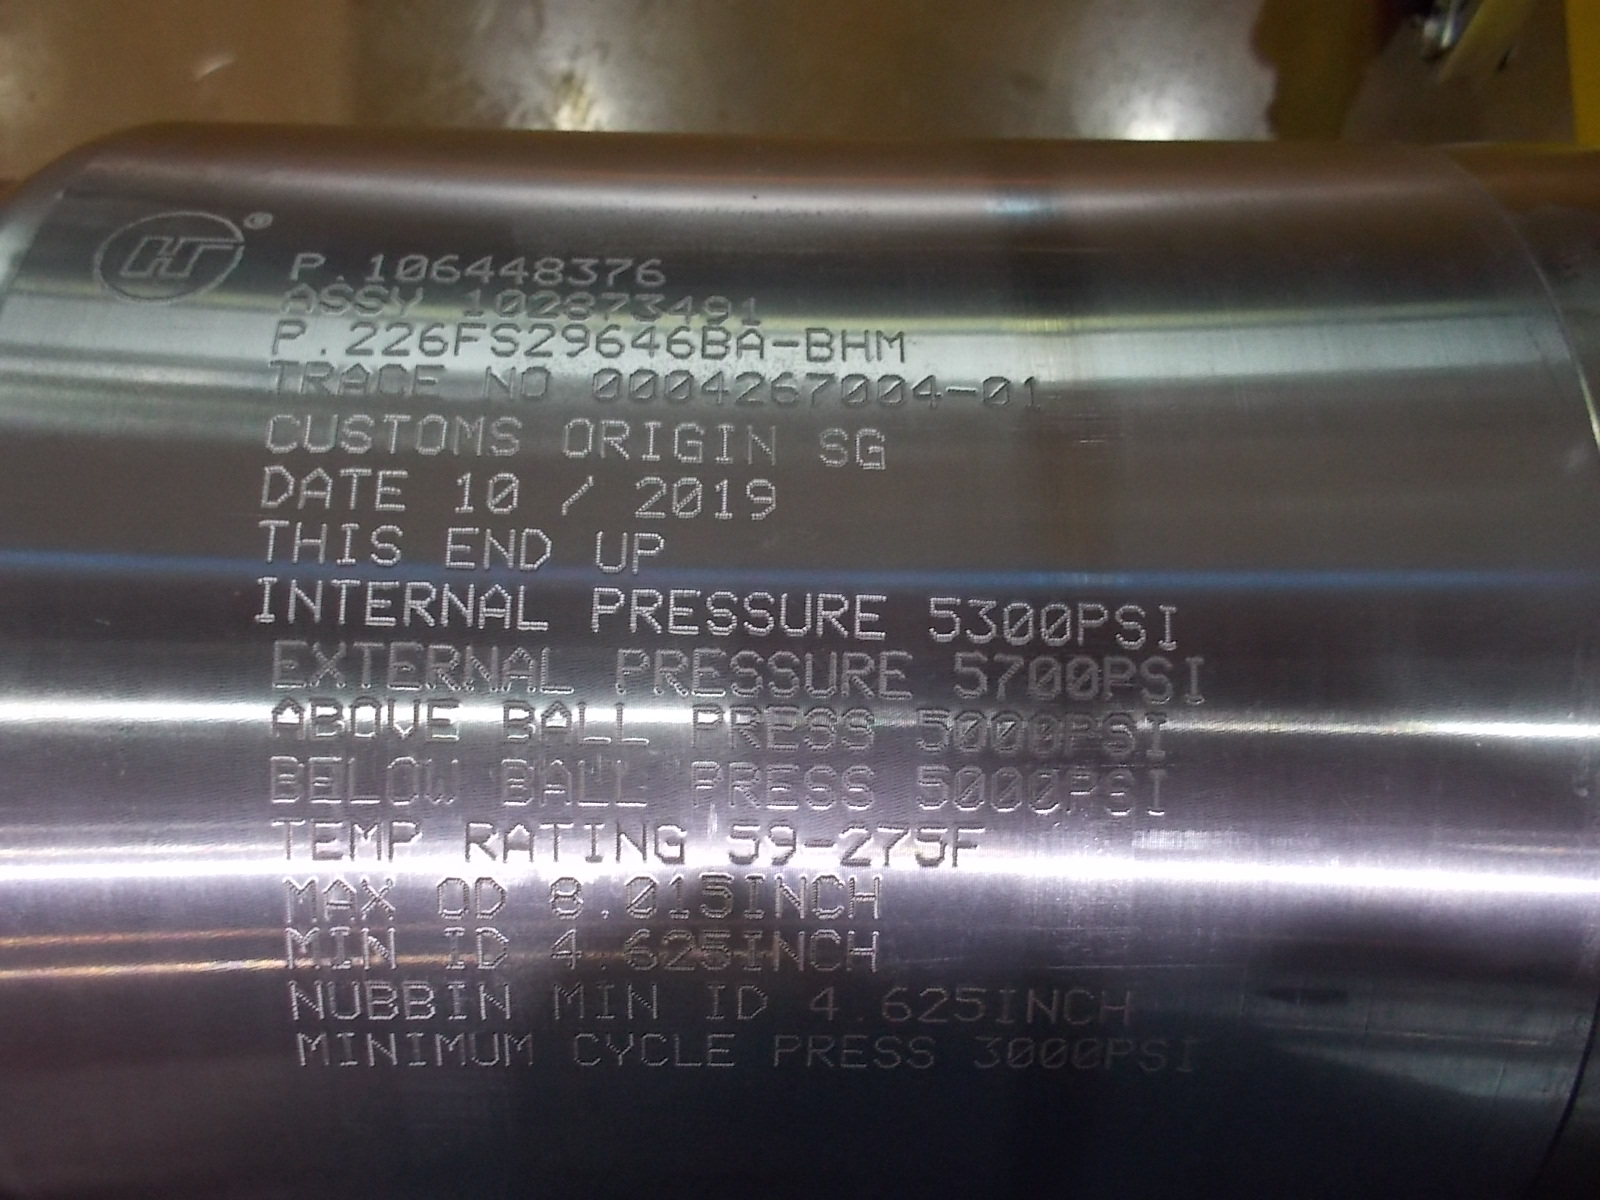 HT ®
P.106448376
ASSY 102873491
P.226FS29646BA-BHM
TRACE NO 0004267004-01
CUSTOMS ORIGIN SG
DATE 10 / 2019
THIS END UP
INTERNAL PRESSURE 5300PSI
EXTERNAL PRESSURE 5700PSI
ABOVE BALL PRESS 5000PSI
BELOW BALL PRESS 5000PSI
TEMP RATING 59-275F
MAX OD 8.015INCH
MIN ID 4.625INCH
NUBBIN MIN ID 4.625INCH
MINIMUM CYCLE PRESS 3000PSI